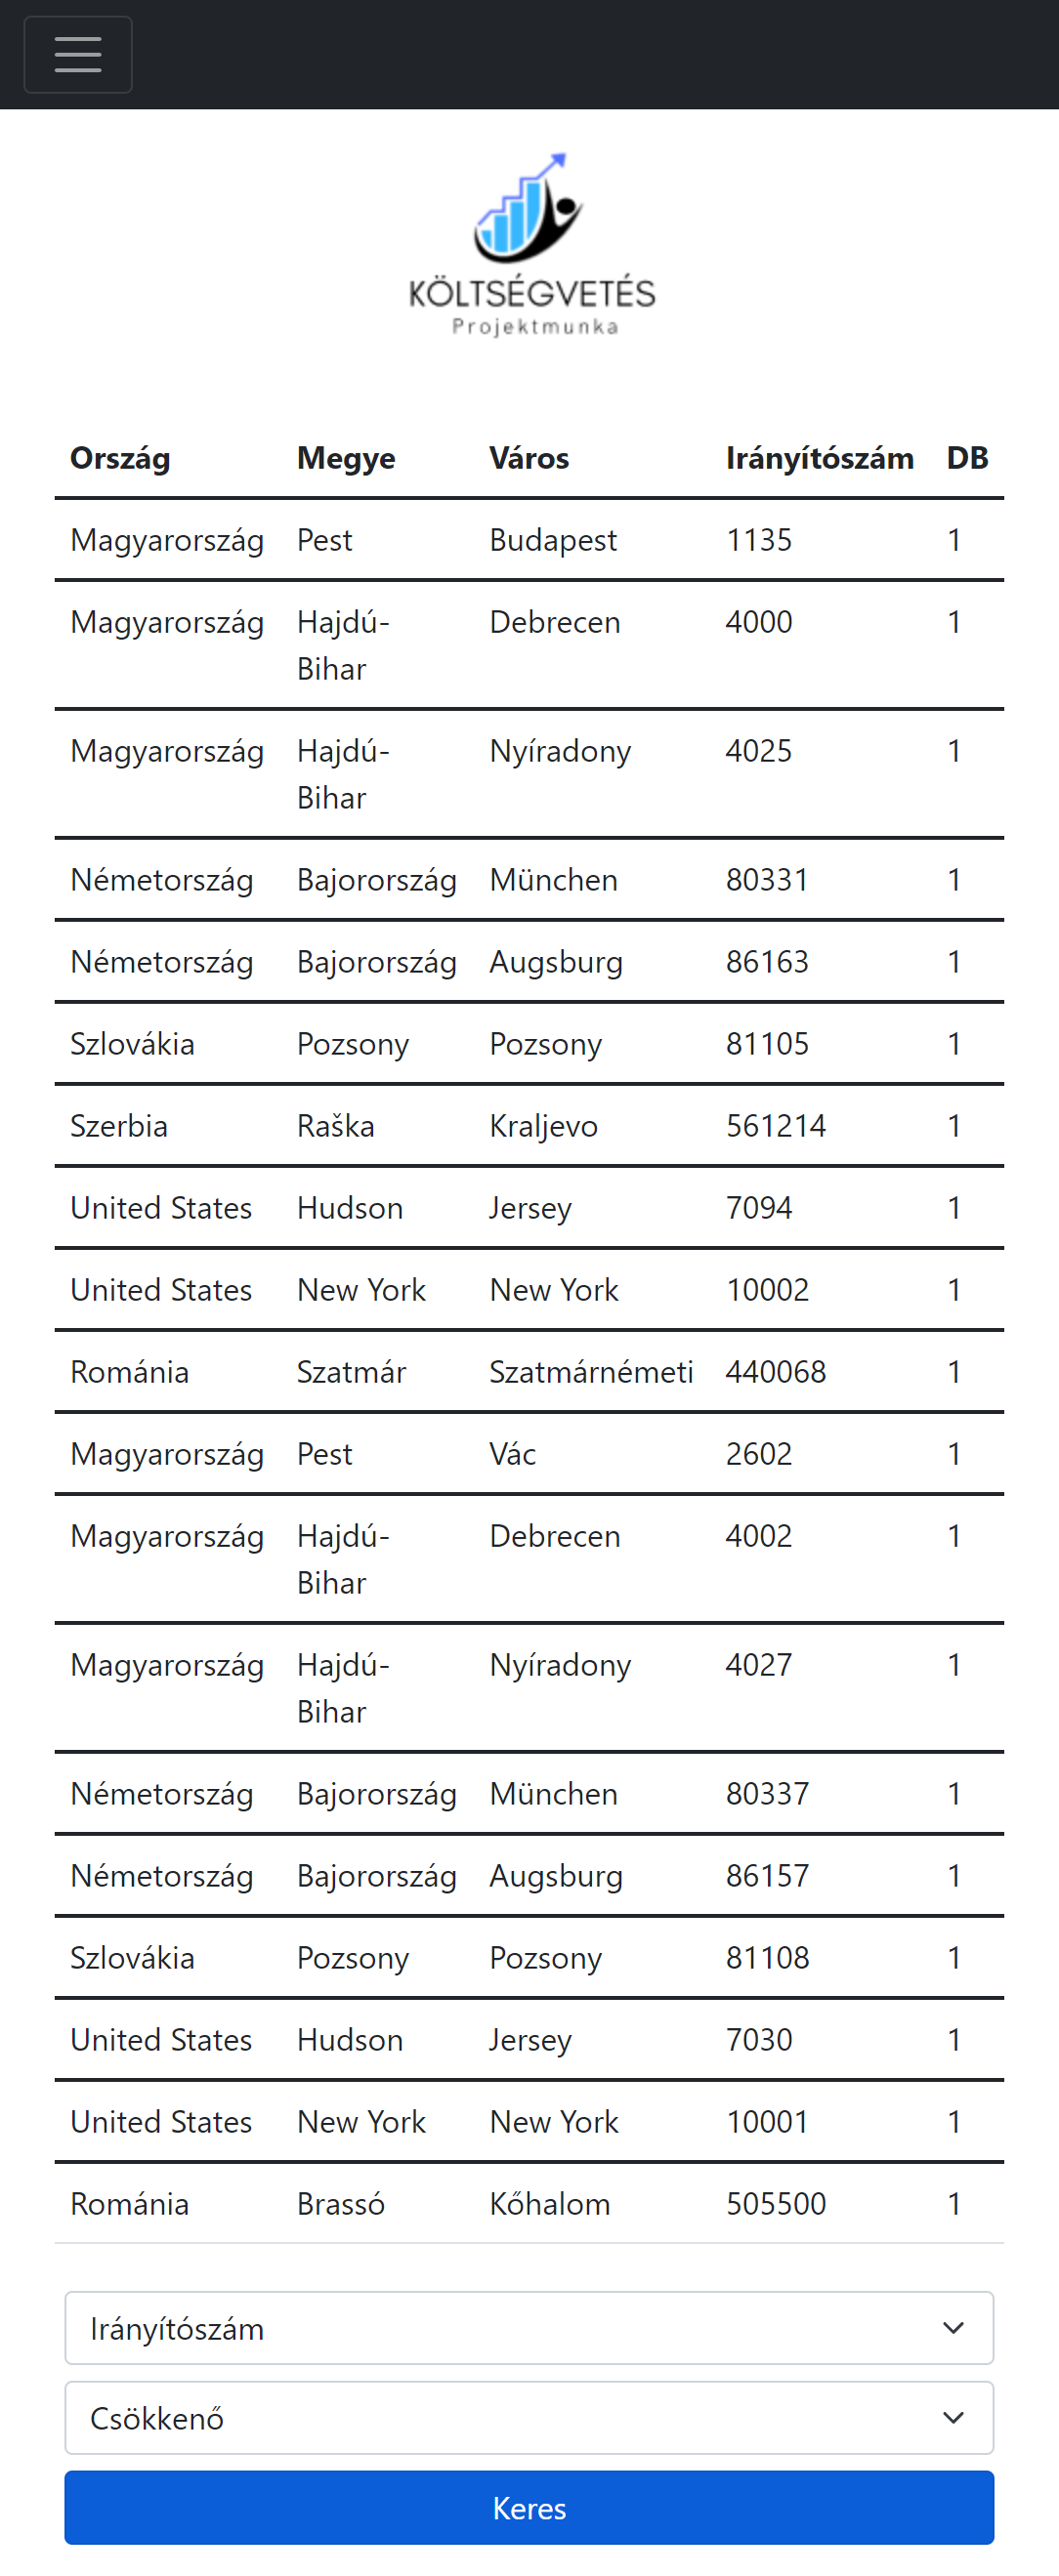 KÖLTSÉGVETÉS
Projektmunka
Ország Megye Város Irányítószám DB
Magyarország Pest Budapest 1135 1
Magyarország Hajdú- Debrecen 4000 1
Bihar
Magyarország Hajdú- Nyíradony 4025 1
Bihar
Németország Bajorország München 80331 1
Németország Bajorország Augsburg 86163 1
Szlovákia Pozsony Pozsony 81105 1
Szerbia Raška Kraljevo 561214 1
United States Hudson Jersey 7094 1
United States New York New York 10002 1
Románia Szatmár Szatmárnémeti 440068 1
Magyarország Pest Vác 2602 1
Magyarország Hajdú- Debrecen 4002 1
Bihar
Magyarország Hajdú- Nyíradony 4027 1
Bihar
Németország Bajorország München 80337 1
Németország Bajorország Augsburg 86157 1
Szlovákia Pozsony Pozsony 81108 1
United States Hudson Jersey 7030 1
United States New York New York 10001 1
Románia Brassó Kőhalom 505500 1
Irányítószám
Csökkenő
Keres